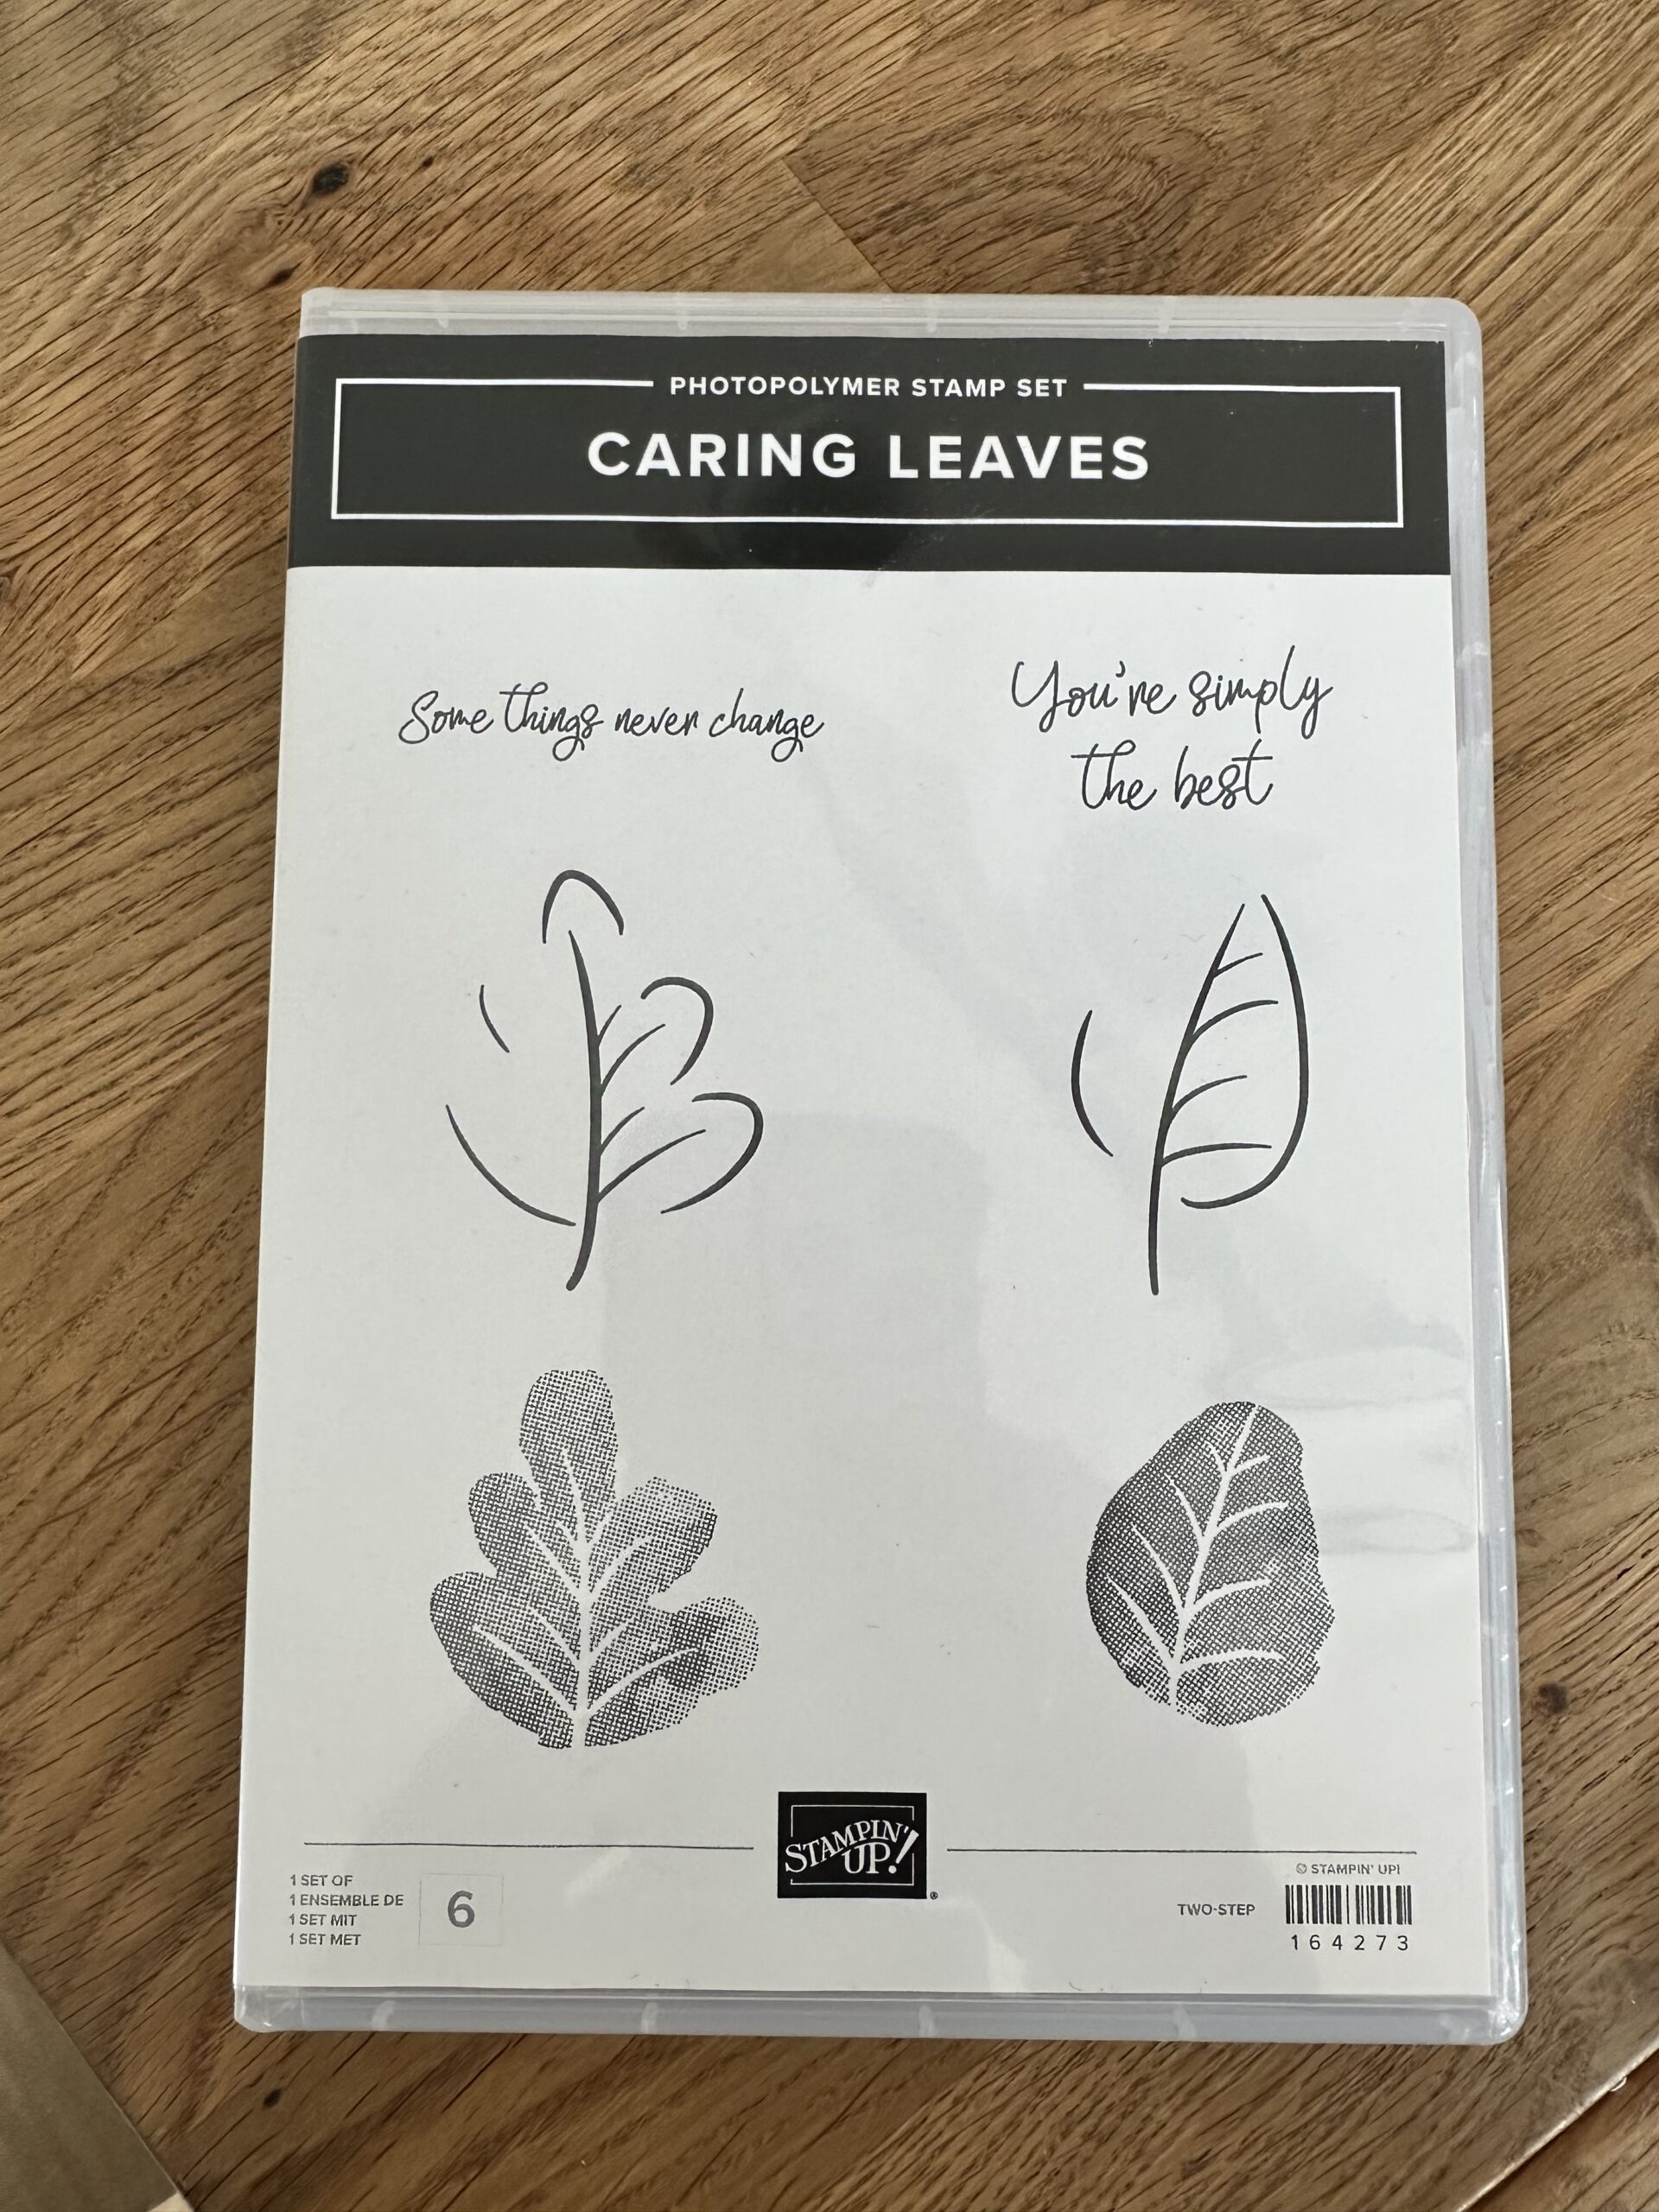 PHOTOPOLYMER STAMP SET
CARING LEAVES
Some things never change
You're simply
the best
STAMPIN'
UP!
®
1 SET OF
1 ENSEMBLE DE
1 SET MIT
1 SET MET
6
TWO-STEP
© STAMPIN' UP!
164273